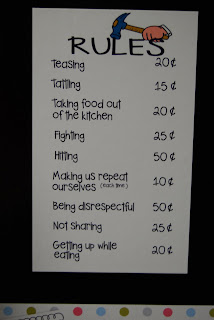 RULES
Teasing 20¢
Tattling 15¢
Taking food out
of the kitchen 20¢
Fighting 25¢
Hitting 50¢
Making us repeat
ourselves (each time) 10¢
Being disrespectful 50¢
Not sharing 25¢
Getting up while
eating 20¢